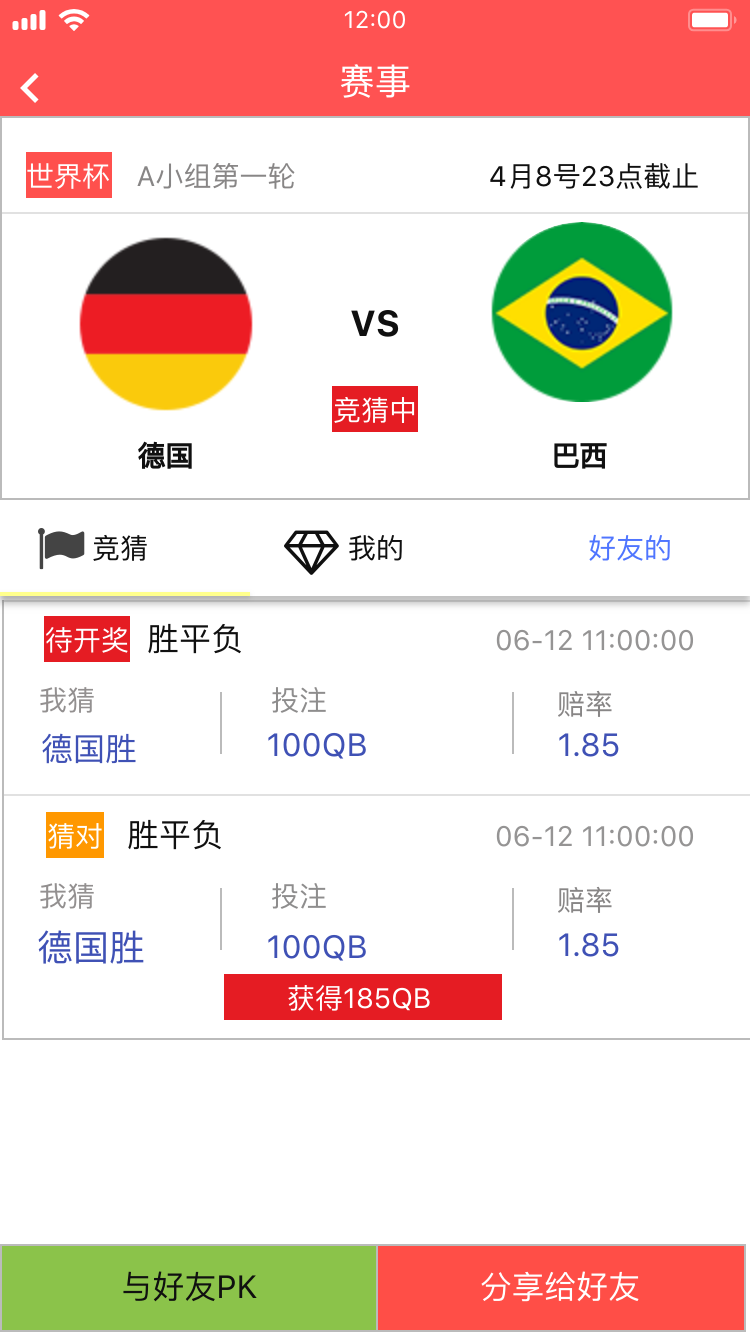 12:00
赛事
世界杯 A小组第一轮 4月8号23点截止
VS
竞猜中
德国 巴西
竞猜 我的 好友的
待开奖 胜平负 06-12 11:00:00
我猜 投注 赔率
德国胜 100QB 1.85
猜对 胜平负 06-12 11:00:00
我猜 投注 赔率
德国胜 100QB 1.85
获得185QB
与好友PK 分享给好友